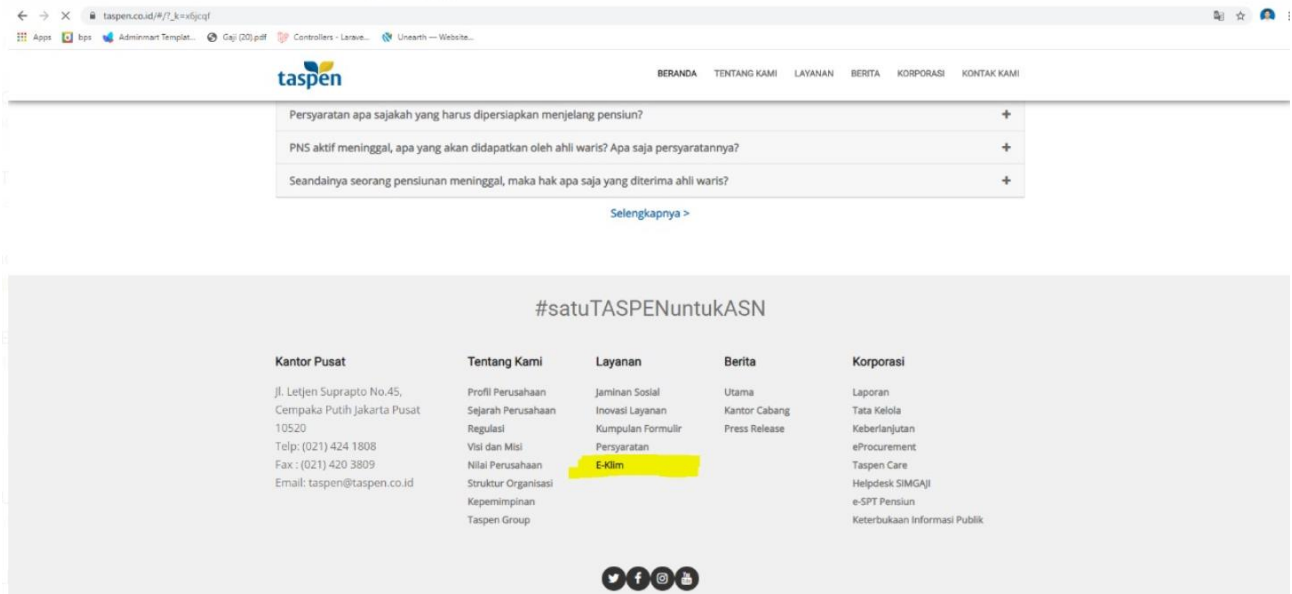 taspen.co.id/#/?_k=x6jcqf
Apps bps Adminmart Templat... Gaji (20).pdf Controllers - Larave... Unearth — Website...
taspen
BERANDA TENTANG KAMI LAYANAN BERITA KORPORASI KONTAK KAMI
Persyaratan apa sajakah yang harus dipersiapkan menjelang pensiun? +
PNS aktif meninggal, apa yang akan didapatkan oleh ahli waris? Apa saja persyaratannya? +
Seandainya seorang pensiunan meninggal, maka hak apa saja yang diterima ahli waris? +
Selengkapnya >
#satuTASPENuntukASN
Kantor Pusat
Jl. Letjen Suprapto No.45,
Cempaka Putih Jakarta Pusat
10520
Telp: (021) 424 1808
Fax : (021) 420 3809
Email: taspen@taspen.co.id
Tentang Kami
Profil Perusahaan
Sejarah Perusahaan
Regulasi
Visi dan Misi
Nilai Perusahaan
Struktur Organisasi
Kepemimpinan
Taspen Group
Layanan
Jaminan Sosial
Inovasi Layanan
Kumpulan Formulir
Persyaratan
E-Klim
Berita
Utama
Kantor Cabang
Press Release
Korporasi
Laporan
Tata Kelola
Keberlanjutan
eProcurement
Taspen Care
Helpdesk SIMGAJI
e-SPT Pensiun
Keterbukaan Informasi Publik